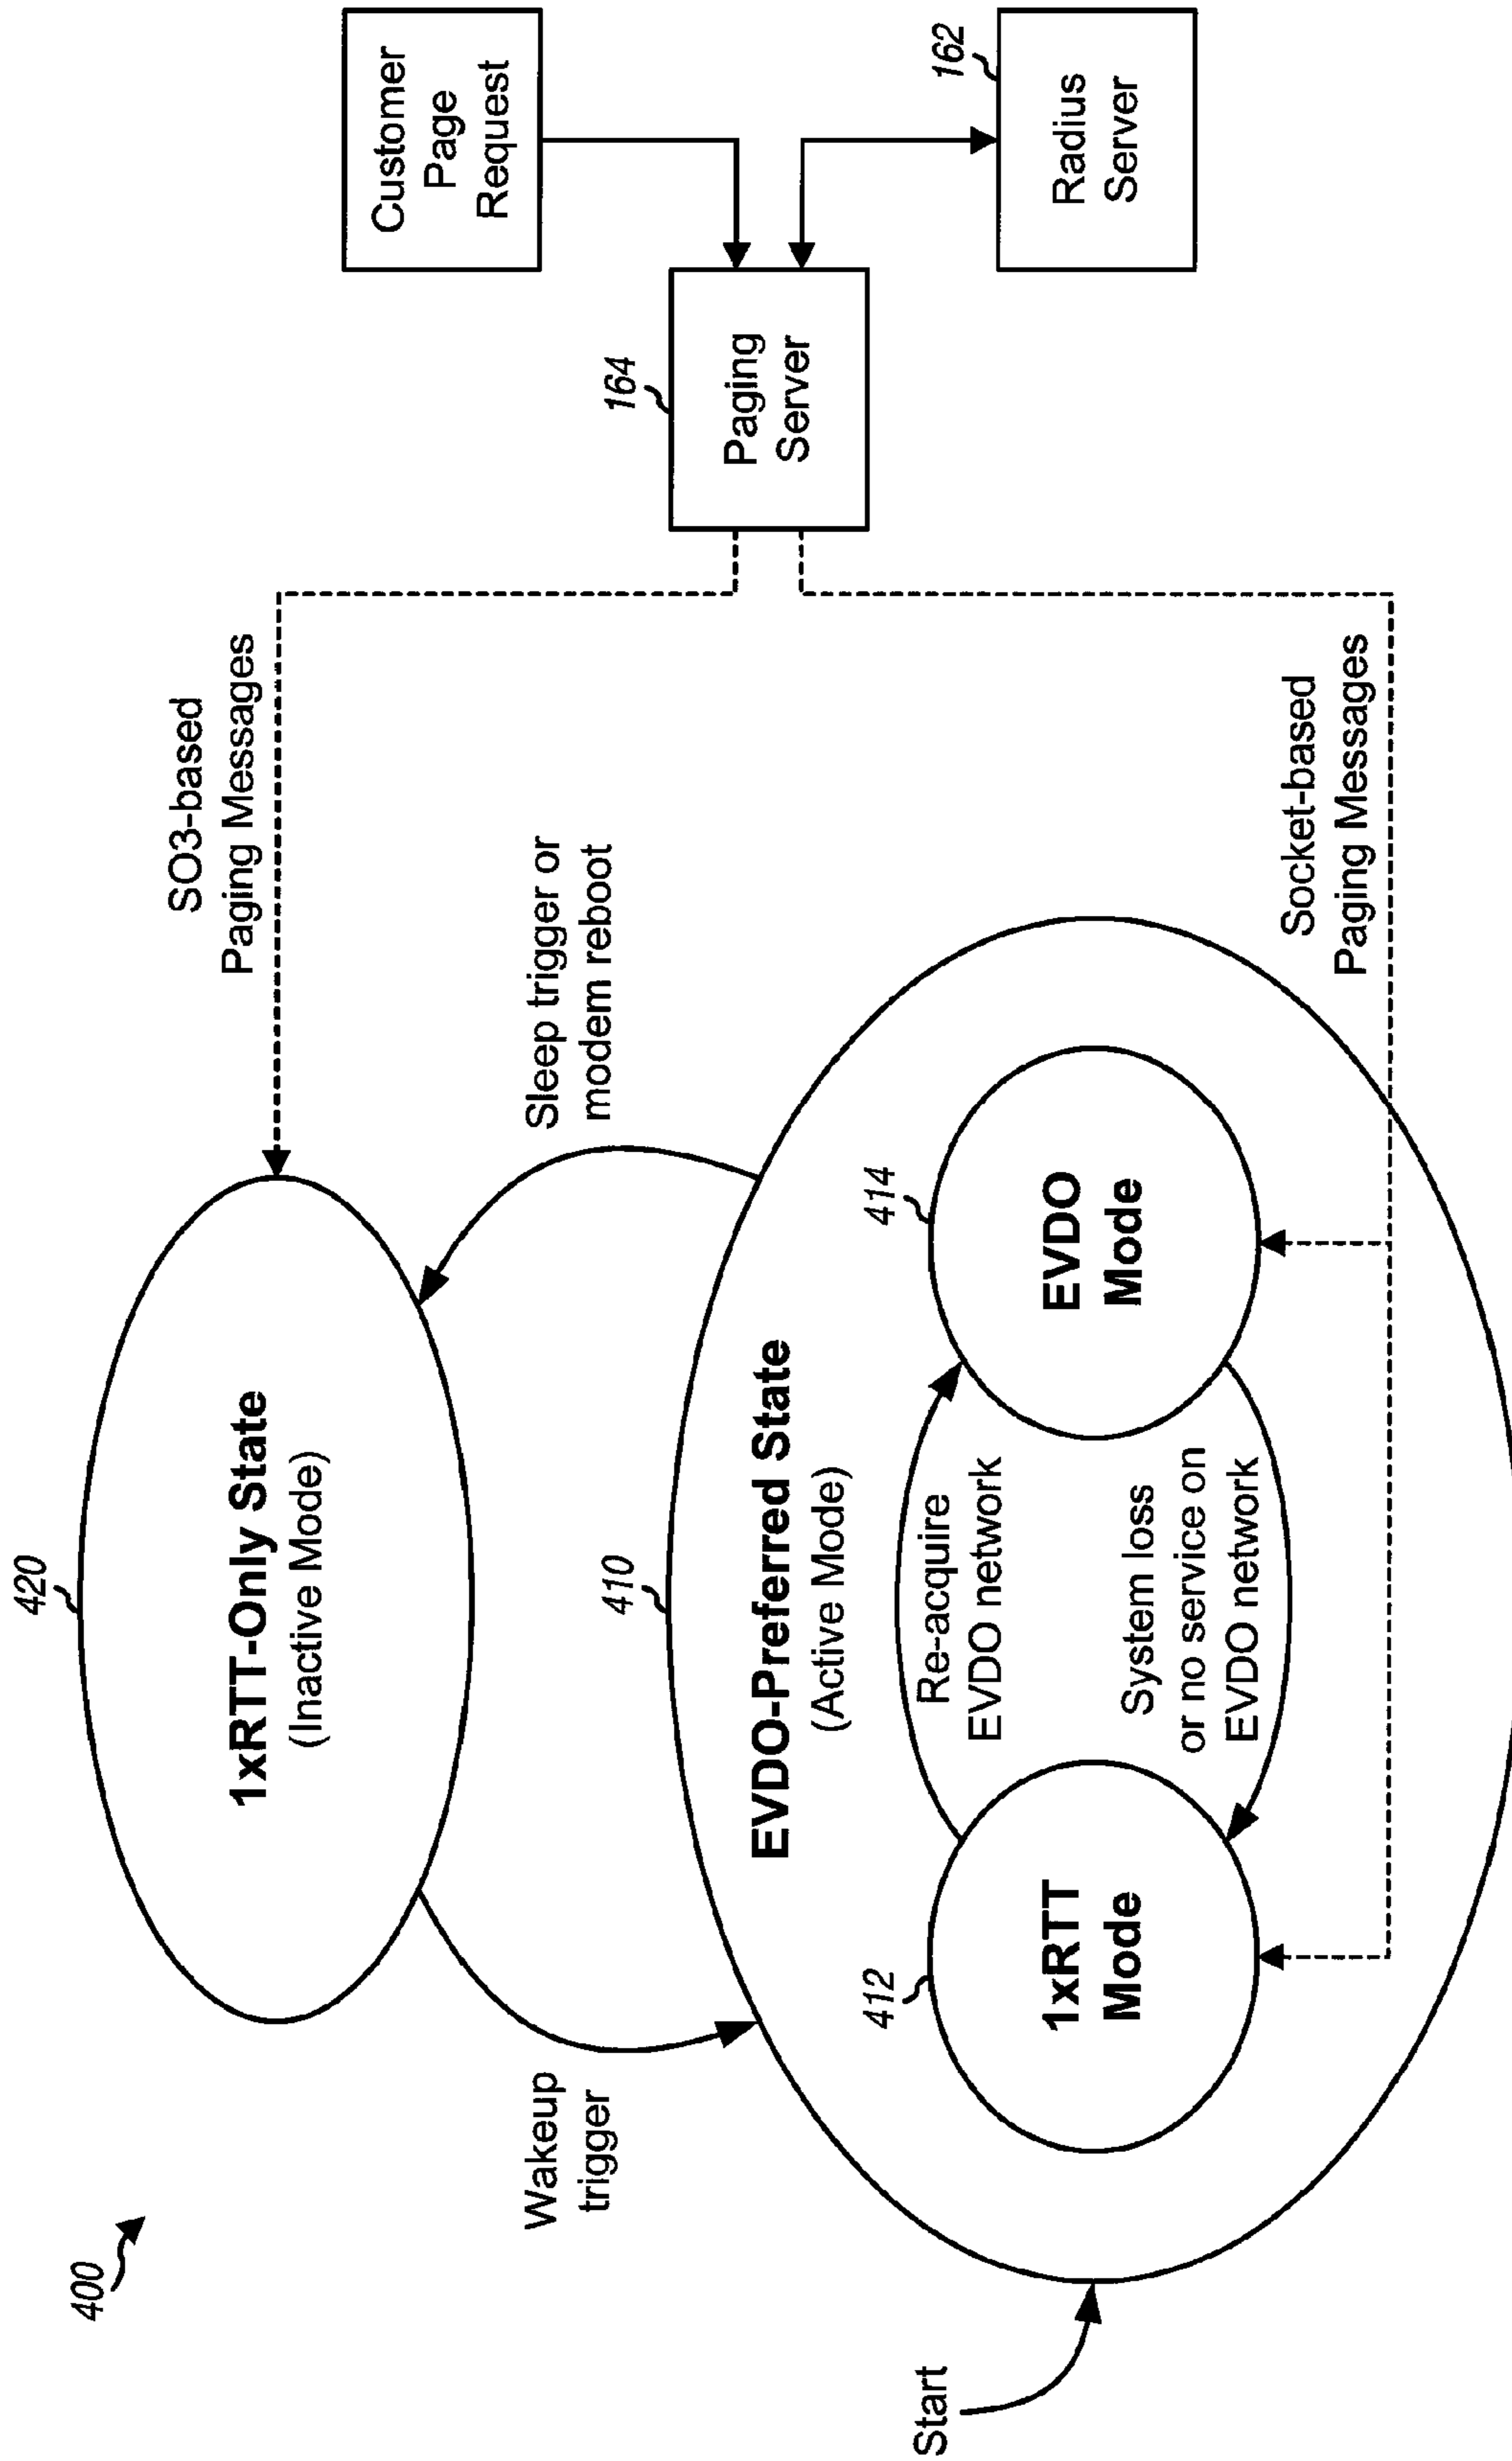 400
420
1xRTT-Only State
(Inactive Mode)
SO3-based
Paging Messages
Customer
Page
Request
Wakeup
trigger
Sleep trigger or
modem reboot
164
Paging
Server
410
EVDO-Preferred State
(Active Mode)
162
Radius
Server
Start
412
1xRTT
Mode
Re-acquire
EVDO network
System loss
or no service on
EVDO network
414
EVDO
Mode
Socket-based
Paging Messages